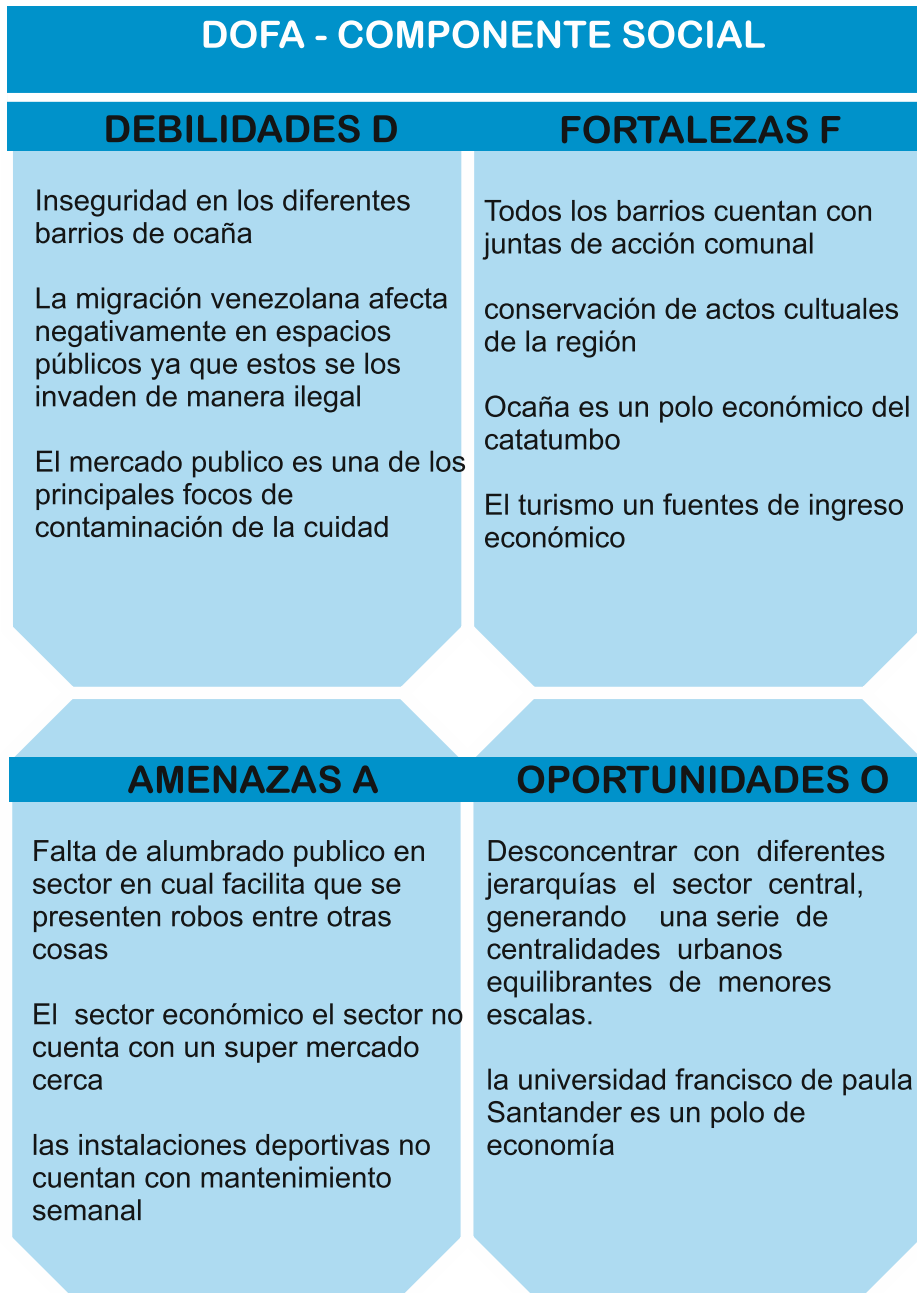 DOFA - COMPONENTE SOCIAL
DEBILIDADES D
Inseguridad en los diferentes
barrios de ocaña
La migración venezolana afecta
negativamente en espacios
públicos ya que estos se los
invaden de manera ilegal
El mercado publico es una de los
principales focos de
contaminación de la cuidad
FORTALEZAS F
Todos los barrios cuentan con
juntas de acción comunal
conservación de actos cultuales
de la región
Ocaña es un polo económico del
catatumbo
El turismo un fuentes de ingreso
económico
AMENAZAS A
Falta de alumbrado publico en
sector en cual facilita que se
presenten robos entre otras
cosas
El sector económico el sector no
cuenta con un super mercado
cerca
las instalaciones deportivas no
cuentan con mantenimiento
semanal
OPORTUNIDADES O
Desconcentrar con diferentes
jerarquías el sector central,
generando una serie de
centralidades urbanos
equilibrantes de menores
escalas.
la universidad francisco de paula
Santander es un polo de
economía